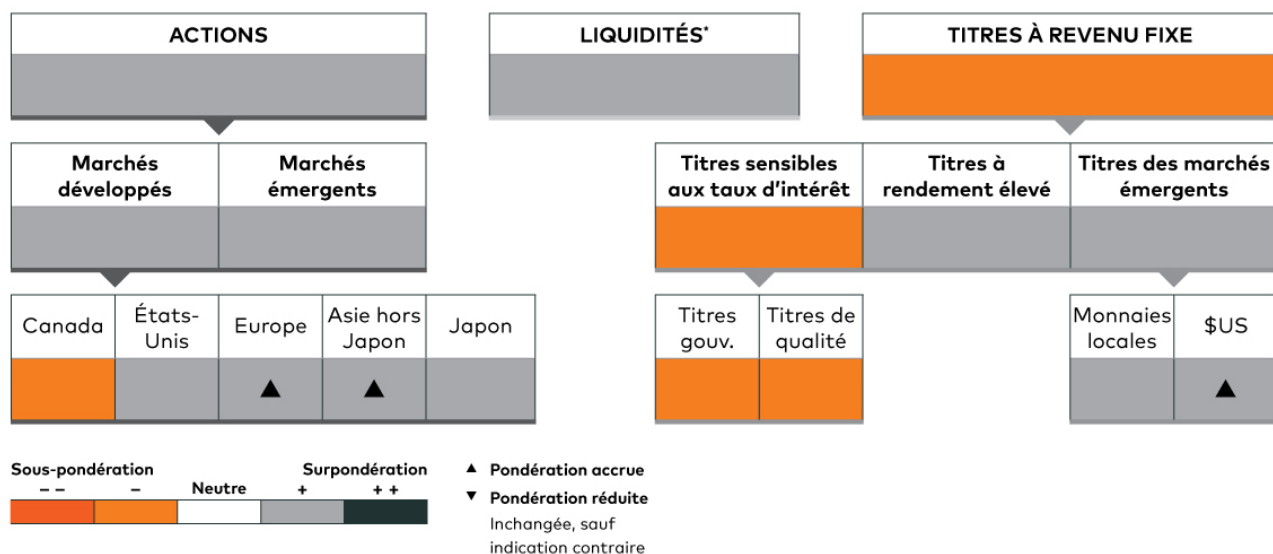 ACTIONS
LIQUIDITÉS*
TITRES À REVENU FIXE
Marchés
développés
Marchés
émergents
Titres sensibles
aux taux d'intérêt
Titres à
rendement élevé
Titres des marchés
émergents
Canada
États-
Unis
Europe
Asie hors
Japon
Japon
▲
▲
Titres
gouv.
Titres de
qualité
Monnaies
locales
$US
▲
Sous-pondération
Surpondération
– –
–
Neutre
+
+ +
▲ Pondération accrue
▼ Pondération réduite
Inchangée, sauf
indication contraire